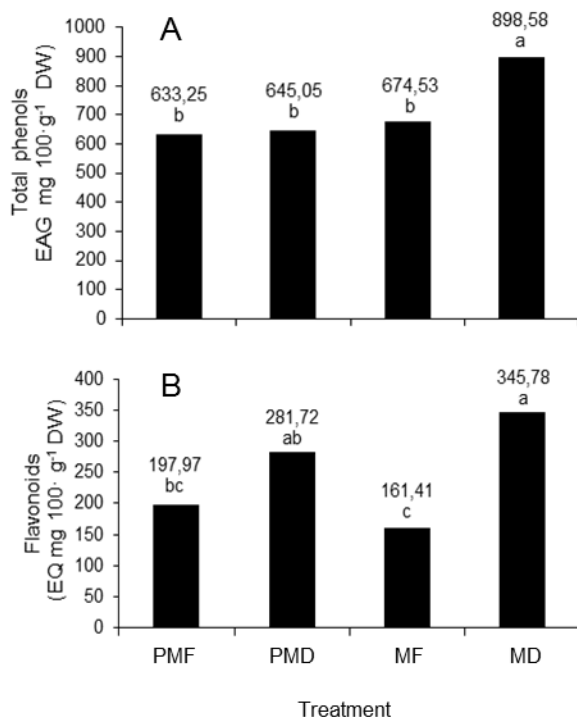 A
Total phenols
EAG mg 100·g⁻¹ DW
1000
900
800
700
600
500
400
300
200
100
0
633,25
b
645,05
b
674,53
b
898,58
a
B
Flavonoids
(EQ mg 100· g⁻¹ DW)
400
350
300
250
200
150
100
50
0
197,97
bc
281,72
ab
161,41
c
345,78
a
PMF PMD MF MD
Treatment